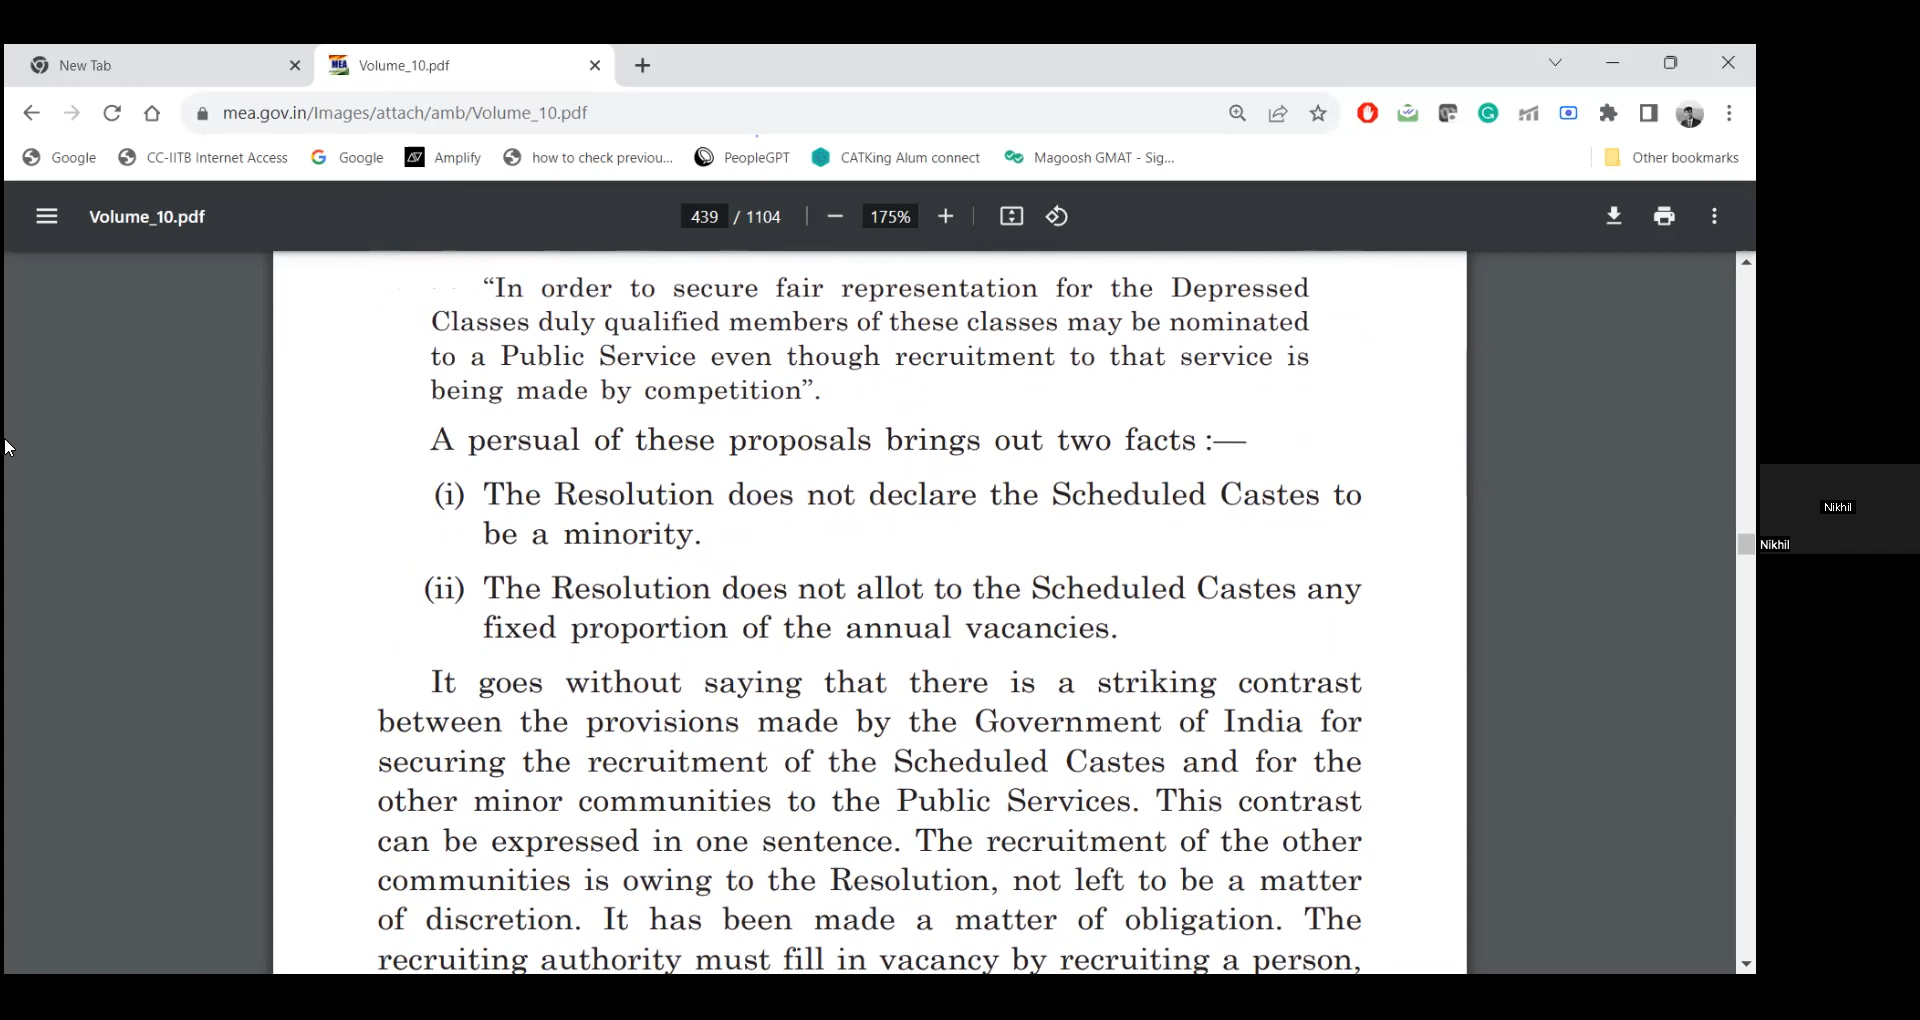 New Tab
Volume_10.pdf
mea.gov.in/Images/attach/amb/Volume_10.pdf
Google
CC-IITB Internet Access
Google
Amplify
how to check previou...
PeopleGPT
CATKing Alum connect
Magoosh GMAT - Sig...
Other bookmarks
Volume_10.pdf
439 / 1104
175%
“In order to secure fair representation for the Depressed
Classes duly qualified members of these classes may be nominated
to a Public Service even though recruitment to that service is
being made by competition”.
A persual of these proposals brings out two facts :—
(i) The Resolution does not declare the Scheduled Castes to
be a minority.
(ii) The Resolution does not allot to the Scheduled Castes any
fixed proportion of the annual vacancies.
It goes without saying that there is a striking contrast
between the provisions made by the Government of India for
securing the recruitment of the Scheduled Castes and for the
other minor communities to the Public Services. This contrast
can be expressed in one sentence. The recruitment of the other
communities is owing to the Resolution, not left to be a matter
of discretion. It has been made a matter of obligation. The
recruiting authority must fill in vacancy by recruiting a person,
Nikhil
Nikhil